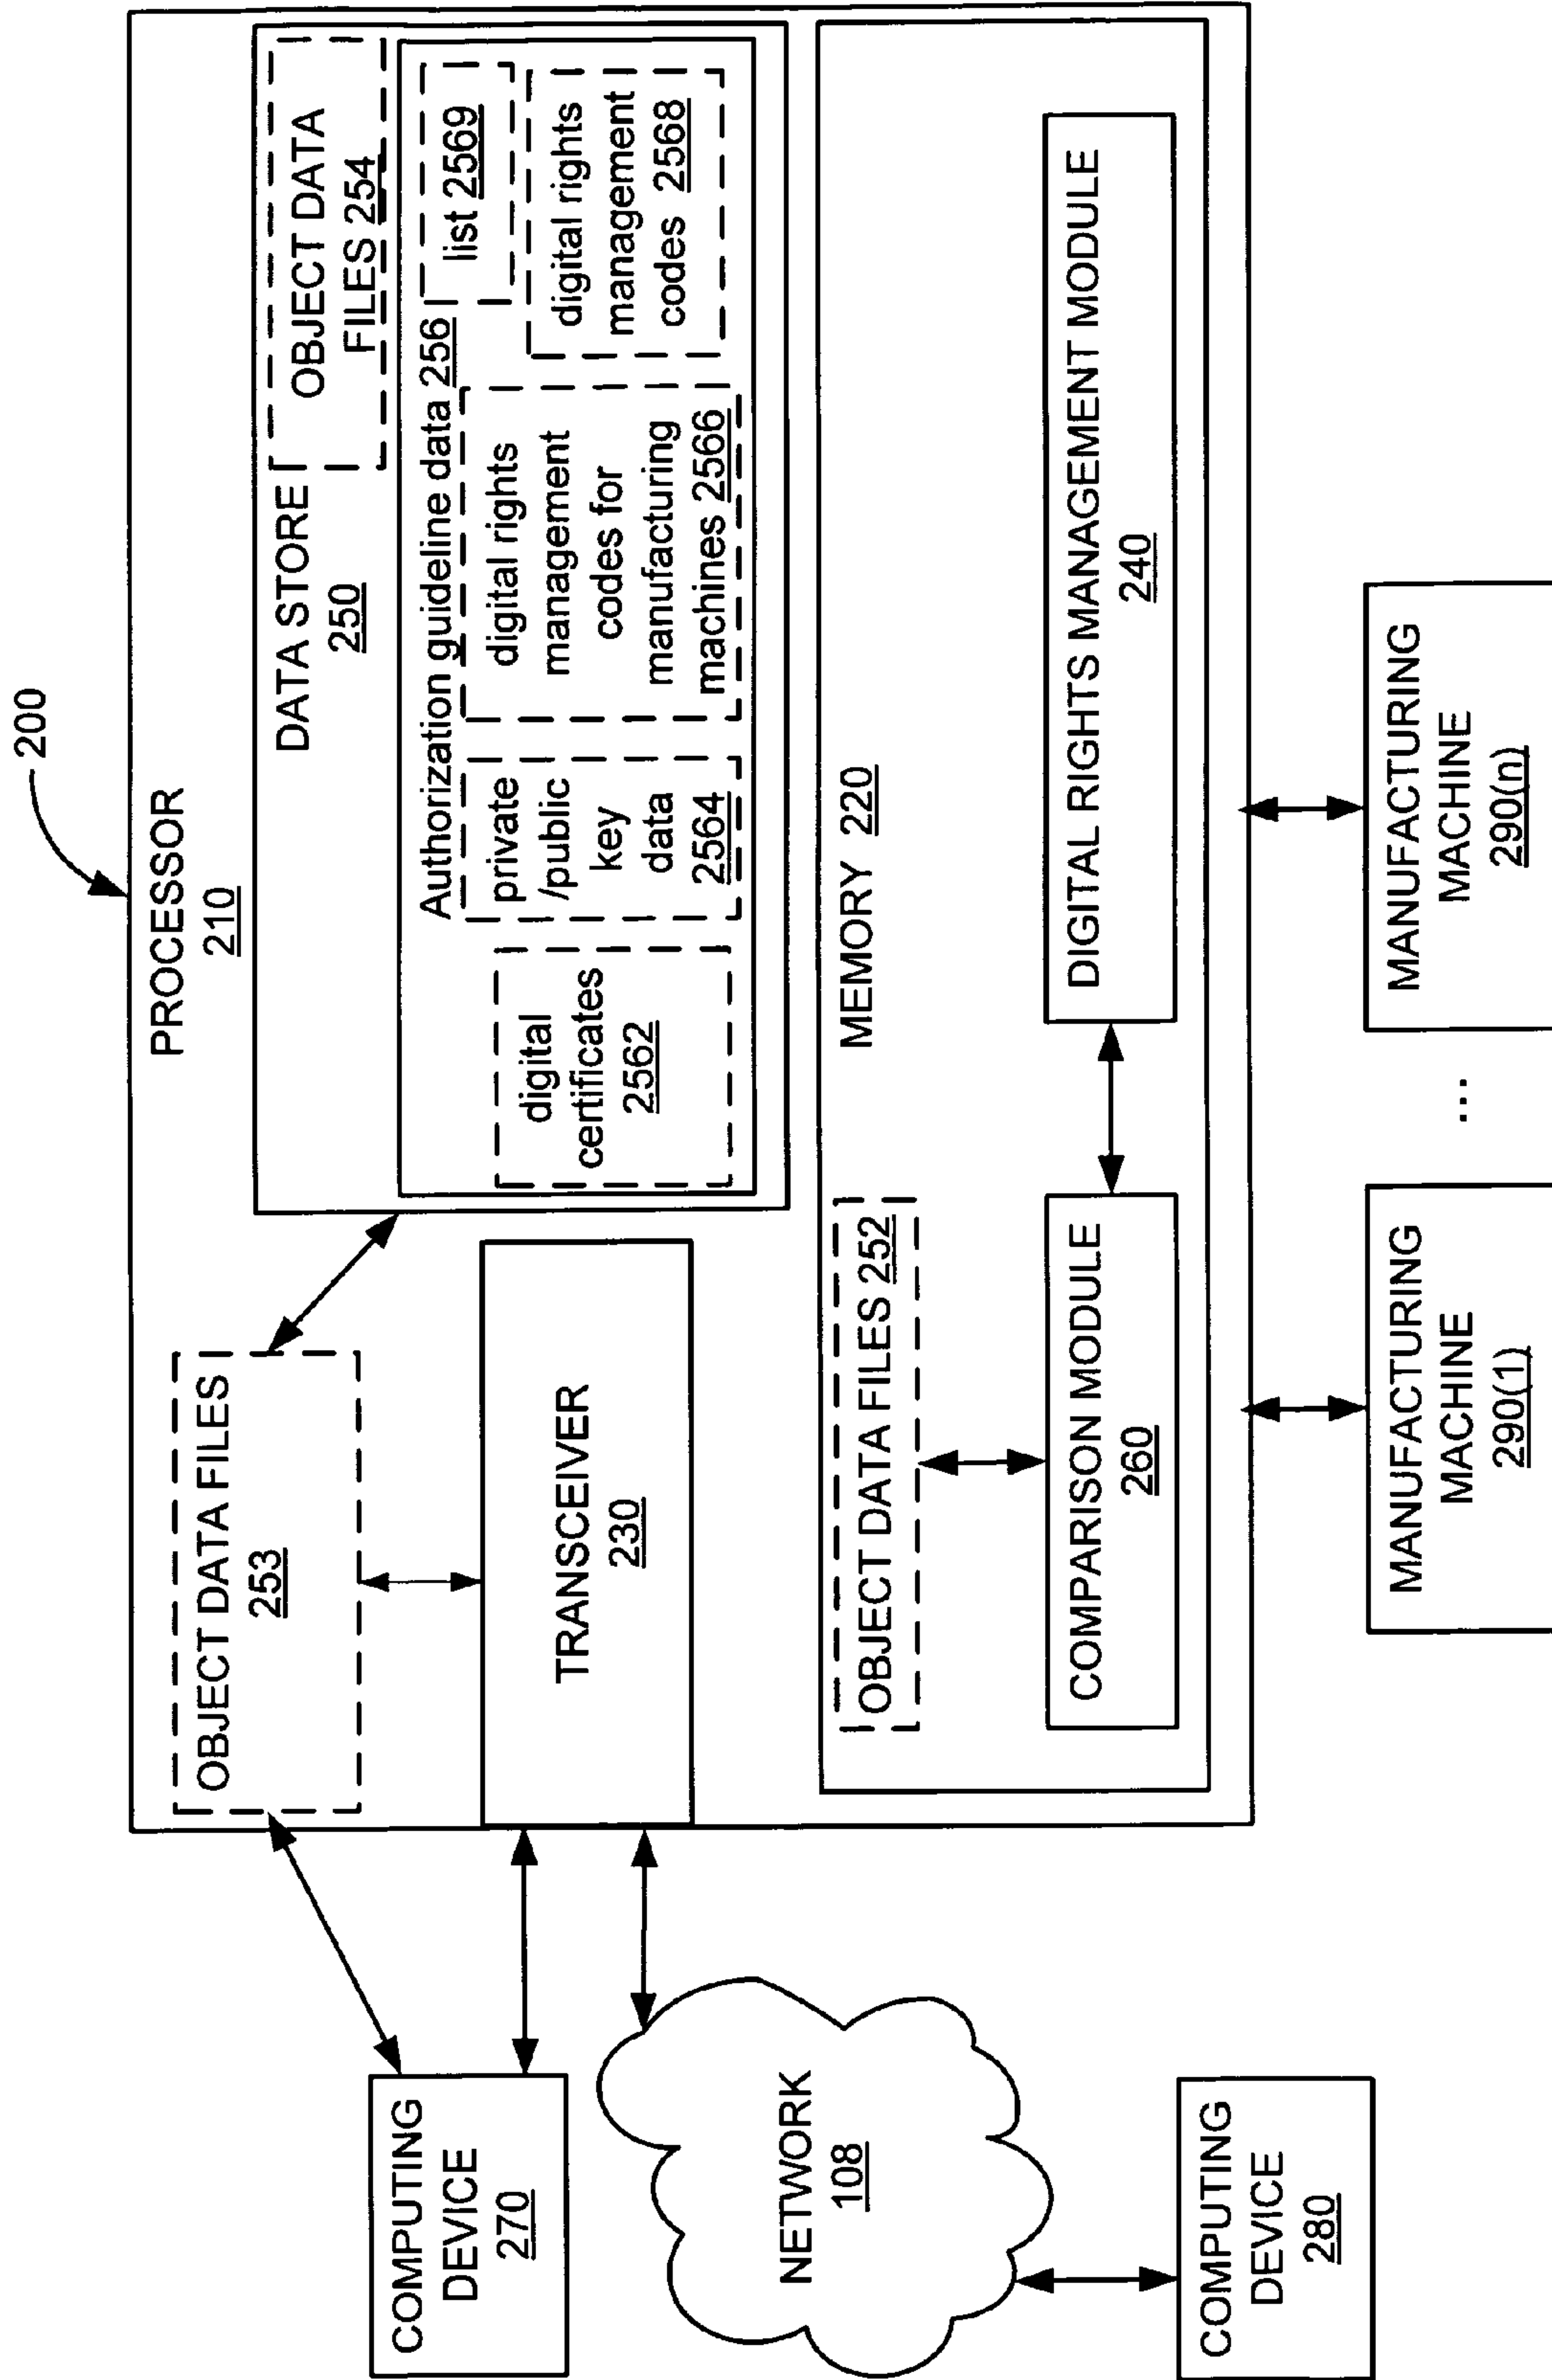 200
PROCESSOR
210
OBJECT DATA FILES
253
TRANSCEIVER
230
DATA STORE
250
OBJECT DATA
FILES 254
Authorization guideline data 256
digital
certificates
2562
private
/public
key
data
2564
digital rights
management
codes for
manufacturing
machines 2566
list 2569
digital rights
management
codes 2568
MEMORY 220
OBJECT DATA FILES 252
COMPARISON MODULE
260
DIGITAL RIGHTS MANAGEMENT MODULE
240
COMPUTING
DEVICE
270
NETWORK
108
COMPUTING
DEVICE
280
MANUFACTURING
MACHINE
290(1)
...
MANUFACTURING
MACHINE
290(n)